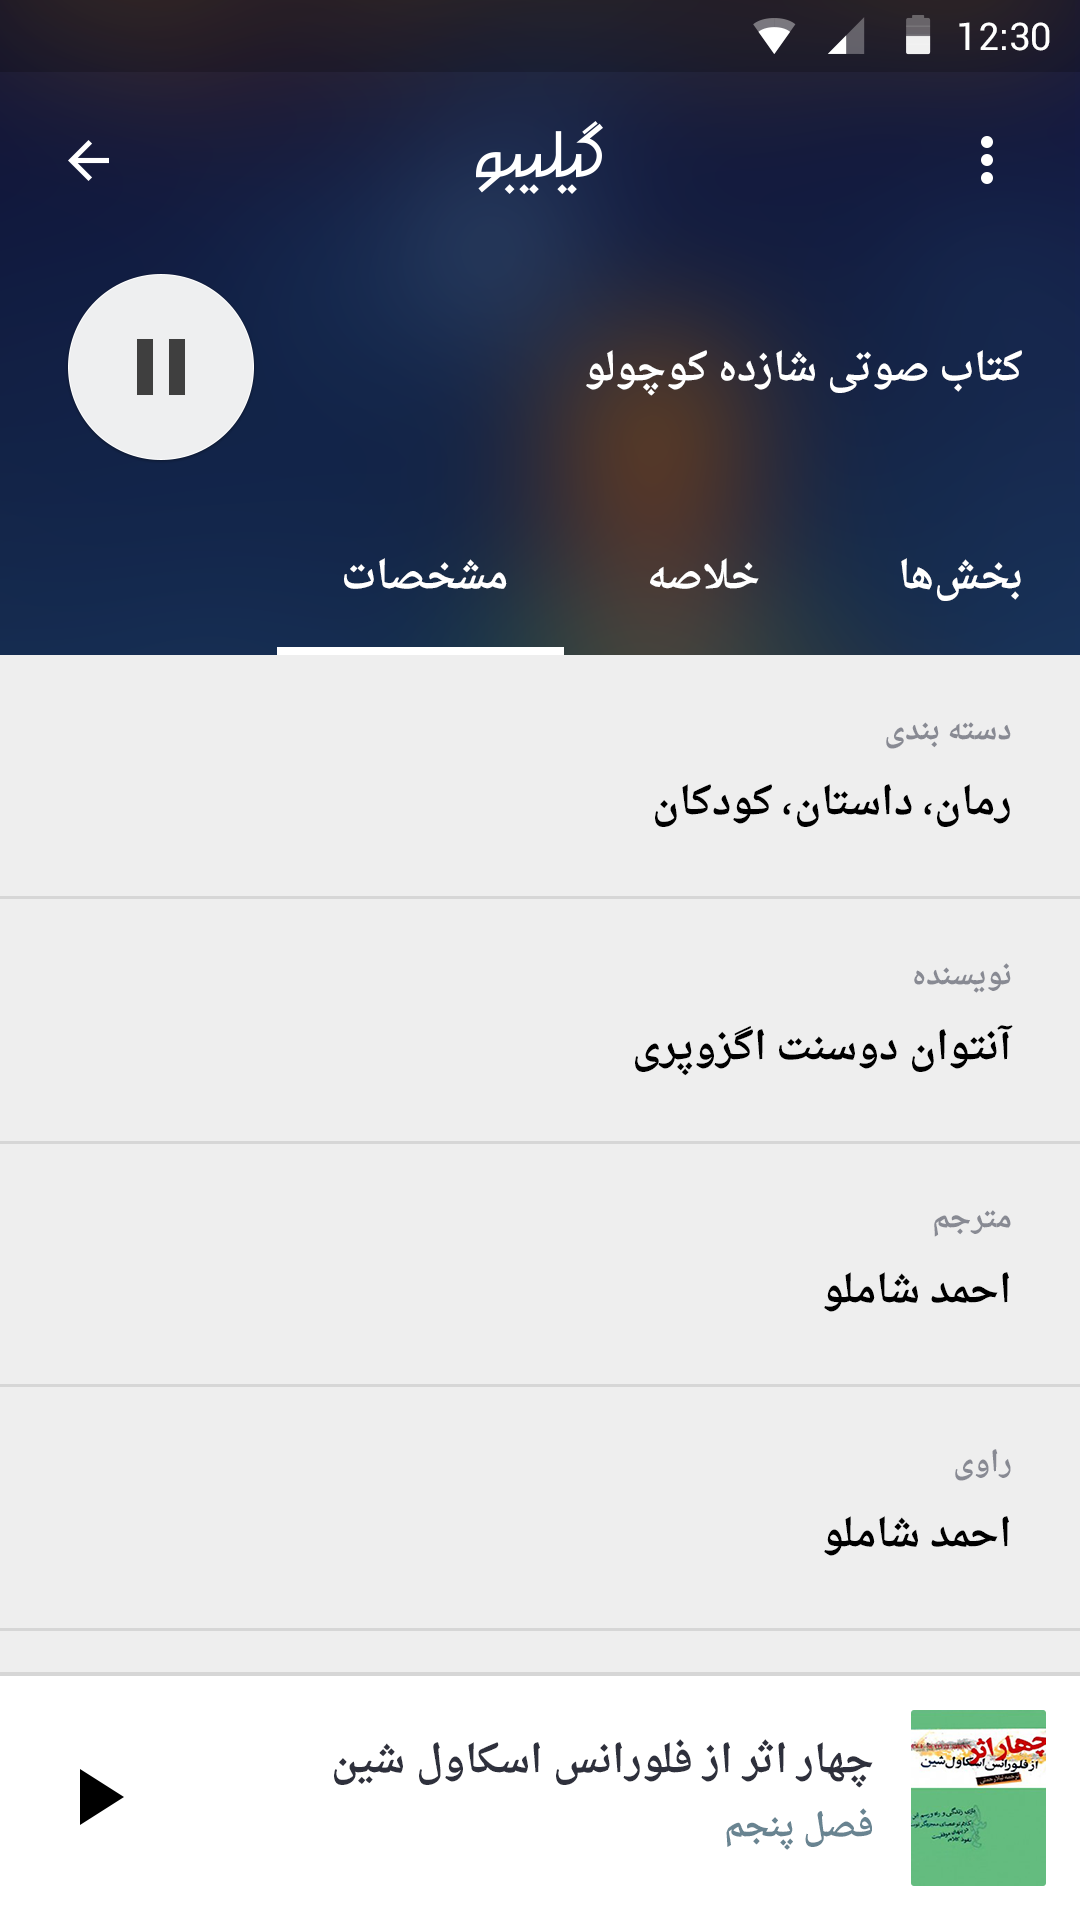 12:30
گیلیبو
کتاب صوتی شازده کوچولو
بخش‌ها
خلاصه
مشخصات
دسته بندی
رمان، داستان، کودکان
نویسنده
آنتوان دوسنت اگزوپری
مترجم
احمد شاملو
راوی
احمد شاملو
چهار اثر از فلورانس اسکاول شین
فصل پنجم
چهار اثر
از فلورانس اسکاول شین